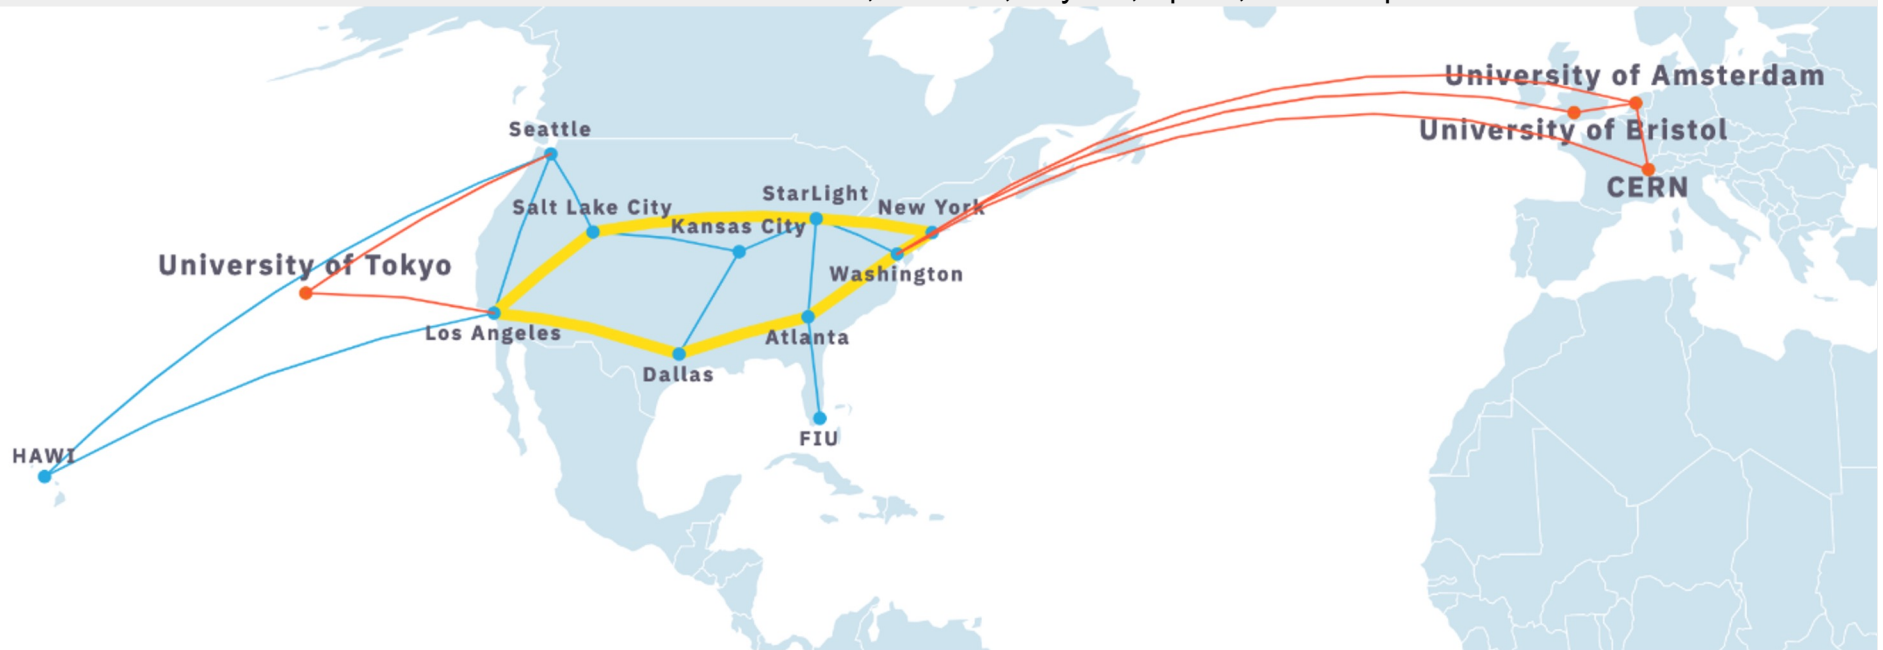 University of Amsterdam
Seattle
University of Bristol
CERN
StarLight
Salt Lake City
New York
Kansas City
University of Tokyo
Washington
Los Angeles
Atlanta
Dallas
FIU
HAWI